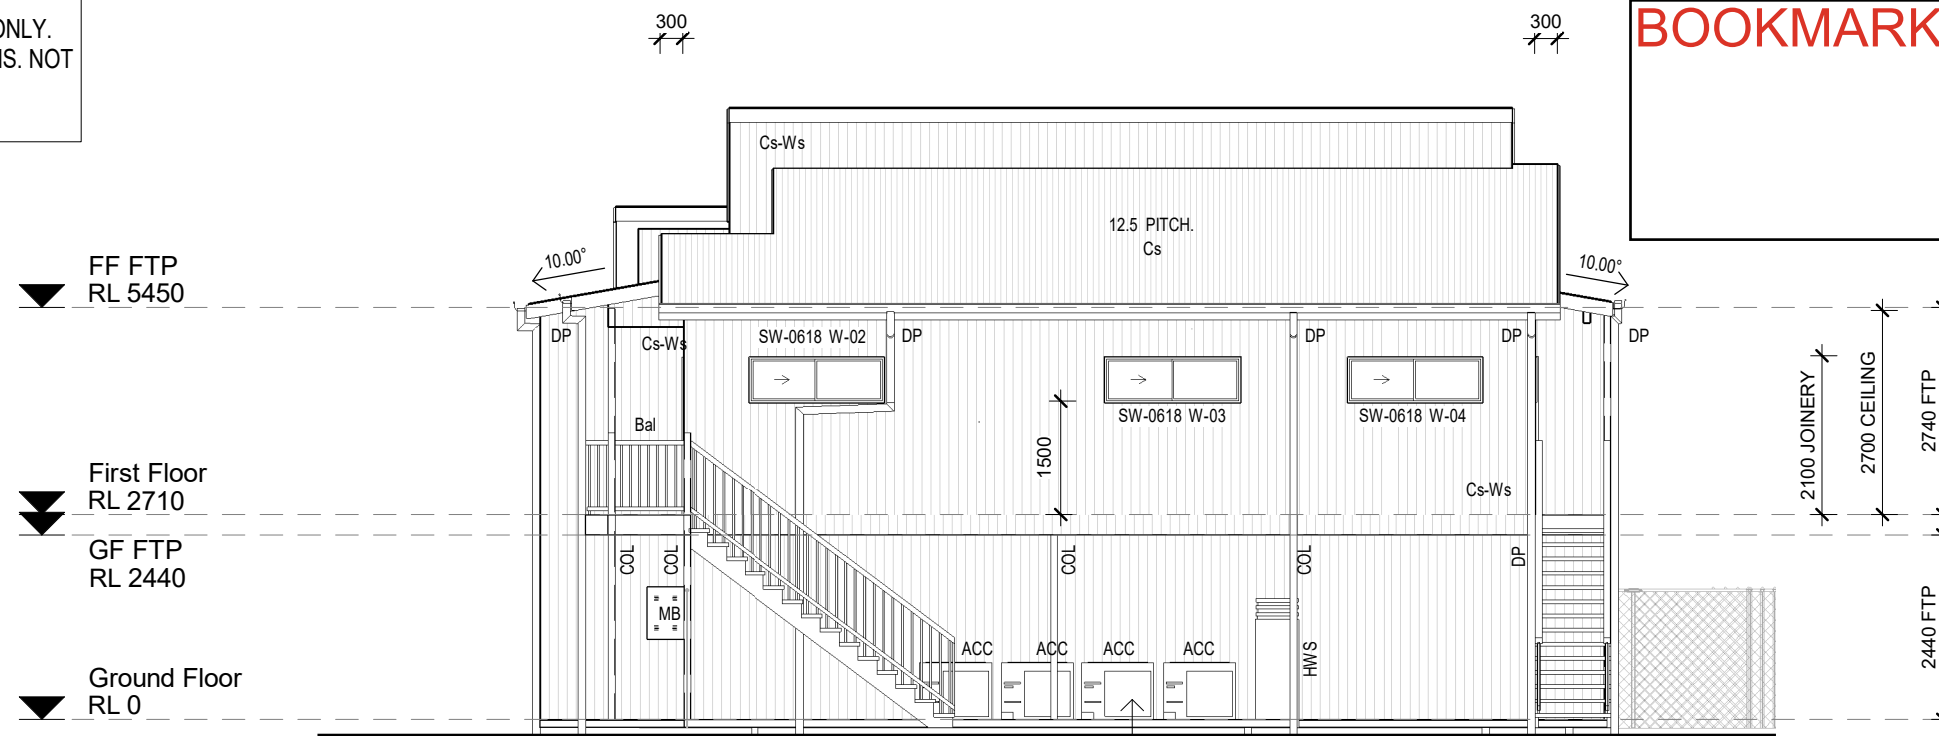 ONLY.
NOT
300
300
BOOKMARK
Cs-Ws
12.5 PITCH.
Cs
10.00°
10.00°
FF FTP
RL 5450
DP
Cs-Ws
SW-0618 W-02
DP
DP
DP
DP
SW-0618 W-03
SW-0618 W-04
Bal
1500
Cs-Ws
2100 JOINERY
2700 CEILING
2740 FTP
First Floor
RL 2710
GF FTP
RL 2440
COL
COL
COL
COL
DP
MB
ACC
ACC
ACC
ACC
HWS
2440 FTP
Ground Floor
RL 0